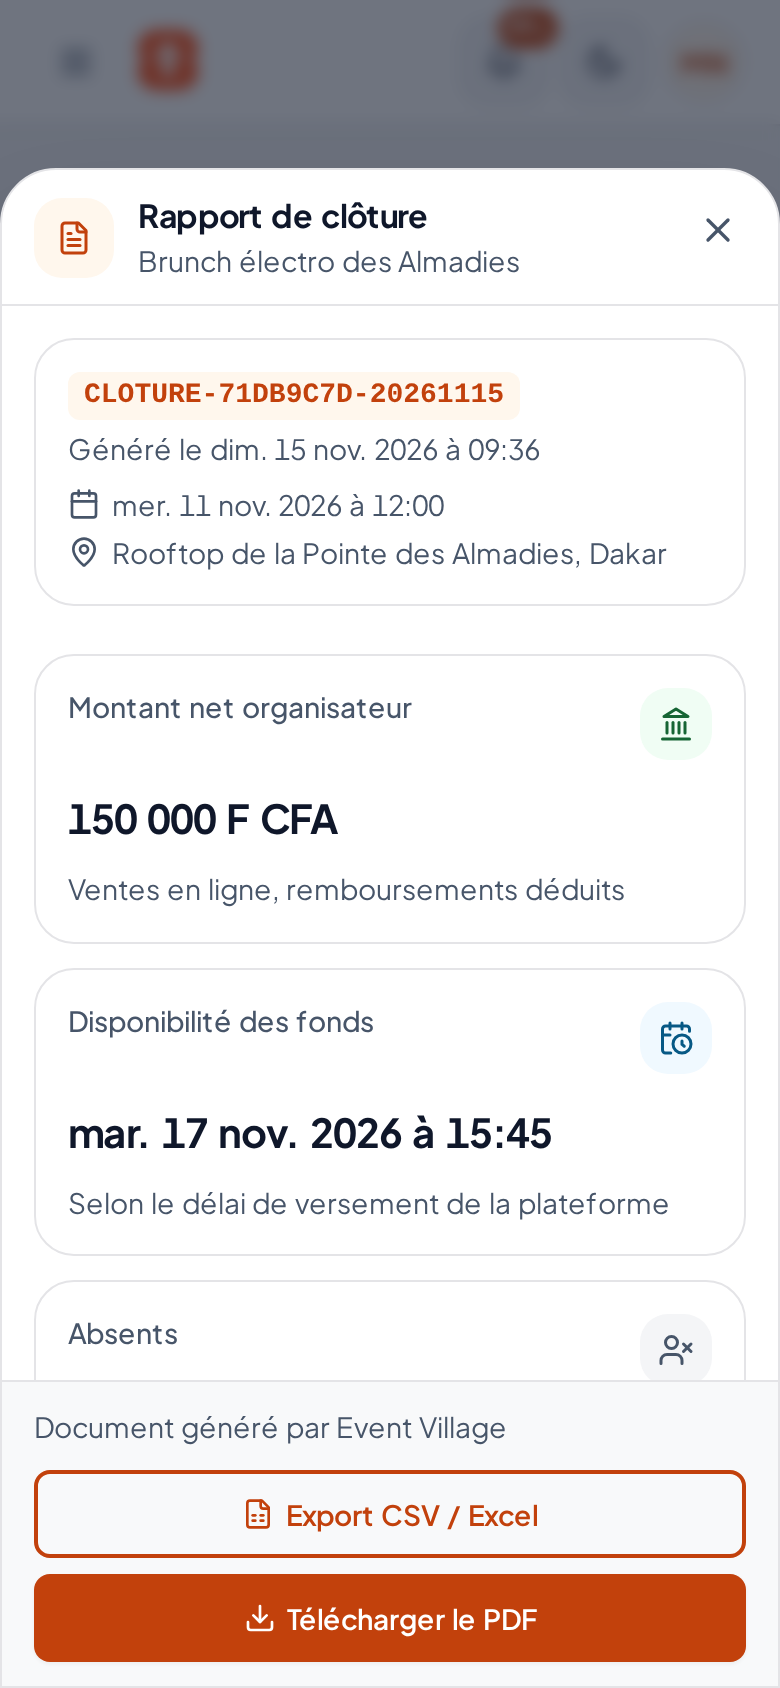 Rapport de clôture
Brunch électro des Almadies
CLOTURE-71DB9C7D-20261115
Généré le dim. 15 nov. 2026 à 09:36
mer. 11 nov. 2026 à 12:00
Rooftop de la Pointe des Almadies, Dakar
Montant net organisateur
150 000 F CFA
Ventes en ligne, remboursements déduits
Disponibilité des fonds
mar. 17 nov. 2026 à 15:45
Selon le délai de versement de la plateforme
Absents
Document généré par Event Village
Export CSV / Excel
Télécharger le PDF